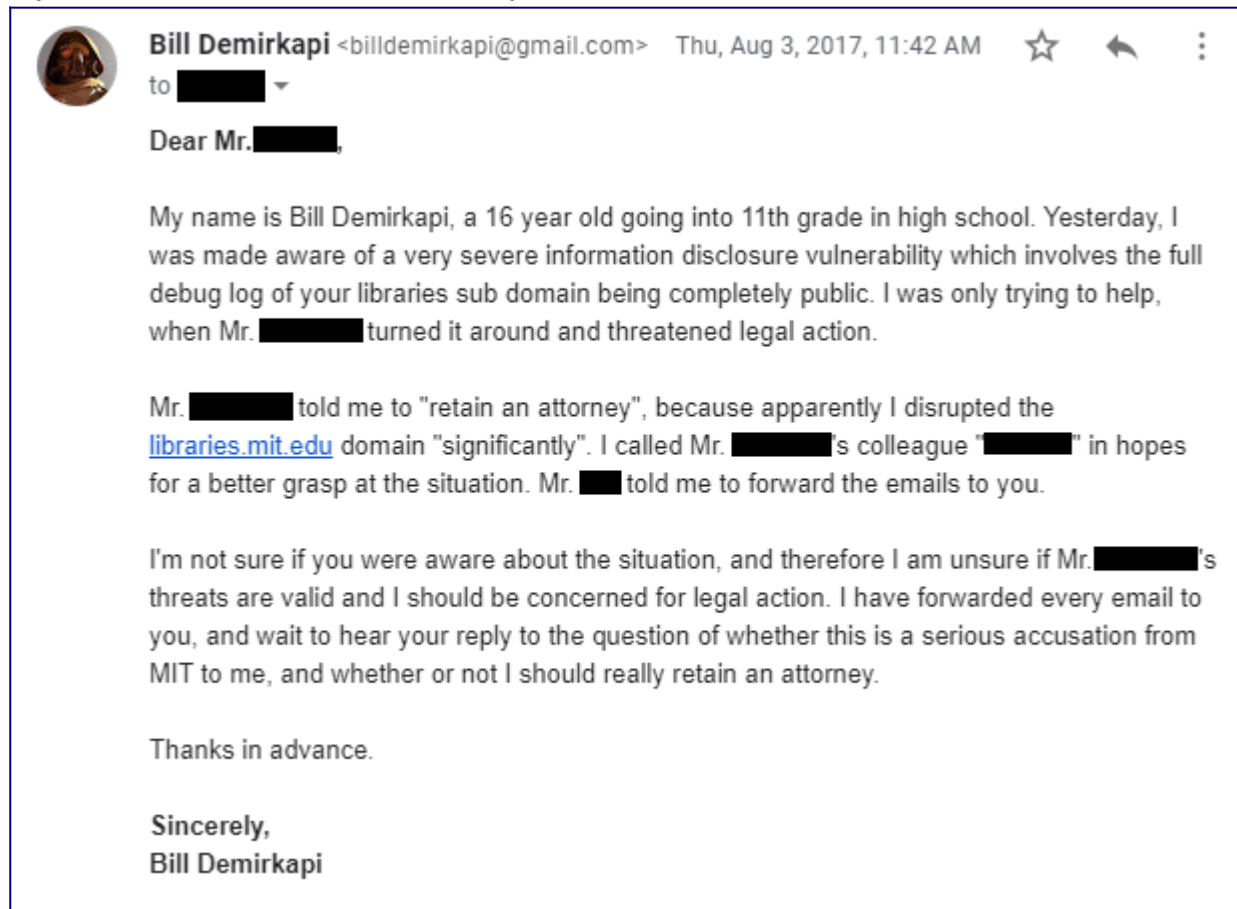 Bill Demirkapi <billdemirkapi@gmail.com> Thu, Aug 3, 2017, 11:42 AM
to
Dear Mr. ,
My name is Bill Demirkapi, a 16 year old going into 11th grade in high school. Yesterday, I
was made aware of a very severe information disclosure vulnerability which involves the full
debug log of your libraries sub domain being completely public. I was only trying to help,
when Mr. turned it around and threatened legal action.
Mr. told me to "retain an attorney", because apparently I disrupted the
libraries.mit.edu domain "significantly". I called Mr. 's colleague " " in hopes
for a better grasp at the situation. Mr. told me to forward the emails to you.
I'm not sure if you were aware about the situation, and therefore I am unsure if Mr. 's
threats are valid and I should be concerned for legal action. I have forwarded every email to
you, and wait to hear your reply to the question of whether this is a serious accusation from
MIT to me, and whether or not I should really retain an attorney.
Thanks in advance.
Sincerely,
Bill Demirkapi